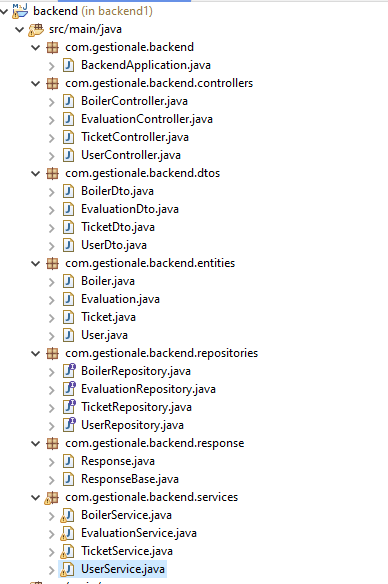 backend (in backend1)
src/main/java
com.gestionale.backend
BackendApplication.java
com.gestionale.backend.controllers
BoilerController.java
EvaluationController.java
TicketController.java
UserController.java
com.gestionale.backend.dtos
BoilerDto.java
EvaluationDto.java
TicketDto.java
UserDto.java
com.gestionale.backend.entities
Boiler.java
Evaluation.java
Ticket.java
User.java
com.gestionale.backend.repositories
BoilerRepository.java
EvaluationRepository.java
TicketRepository.java
UserRepository.java
com.gestionale.backend.response
Response.java
ResponseBase.java
com.gestionale.backend.services
BoilerService.java
EvaluationService.java
TicketService.java
UserService.java